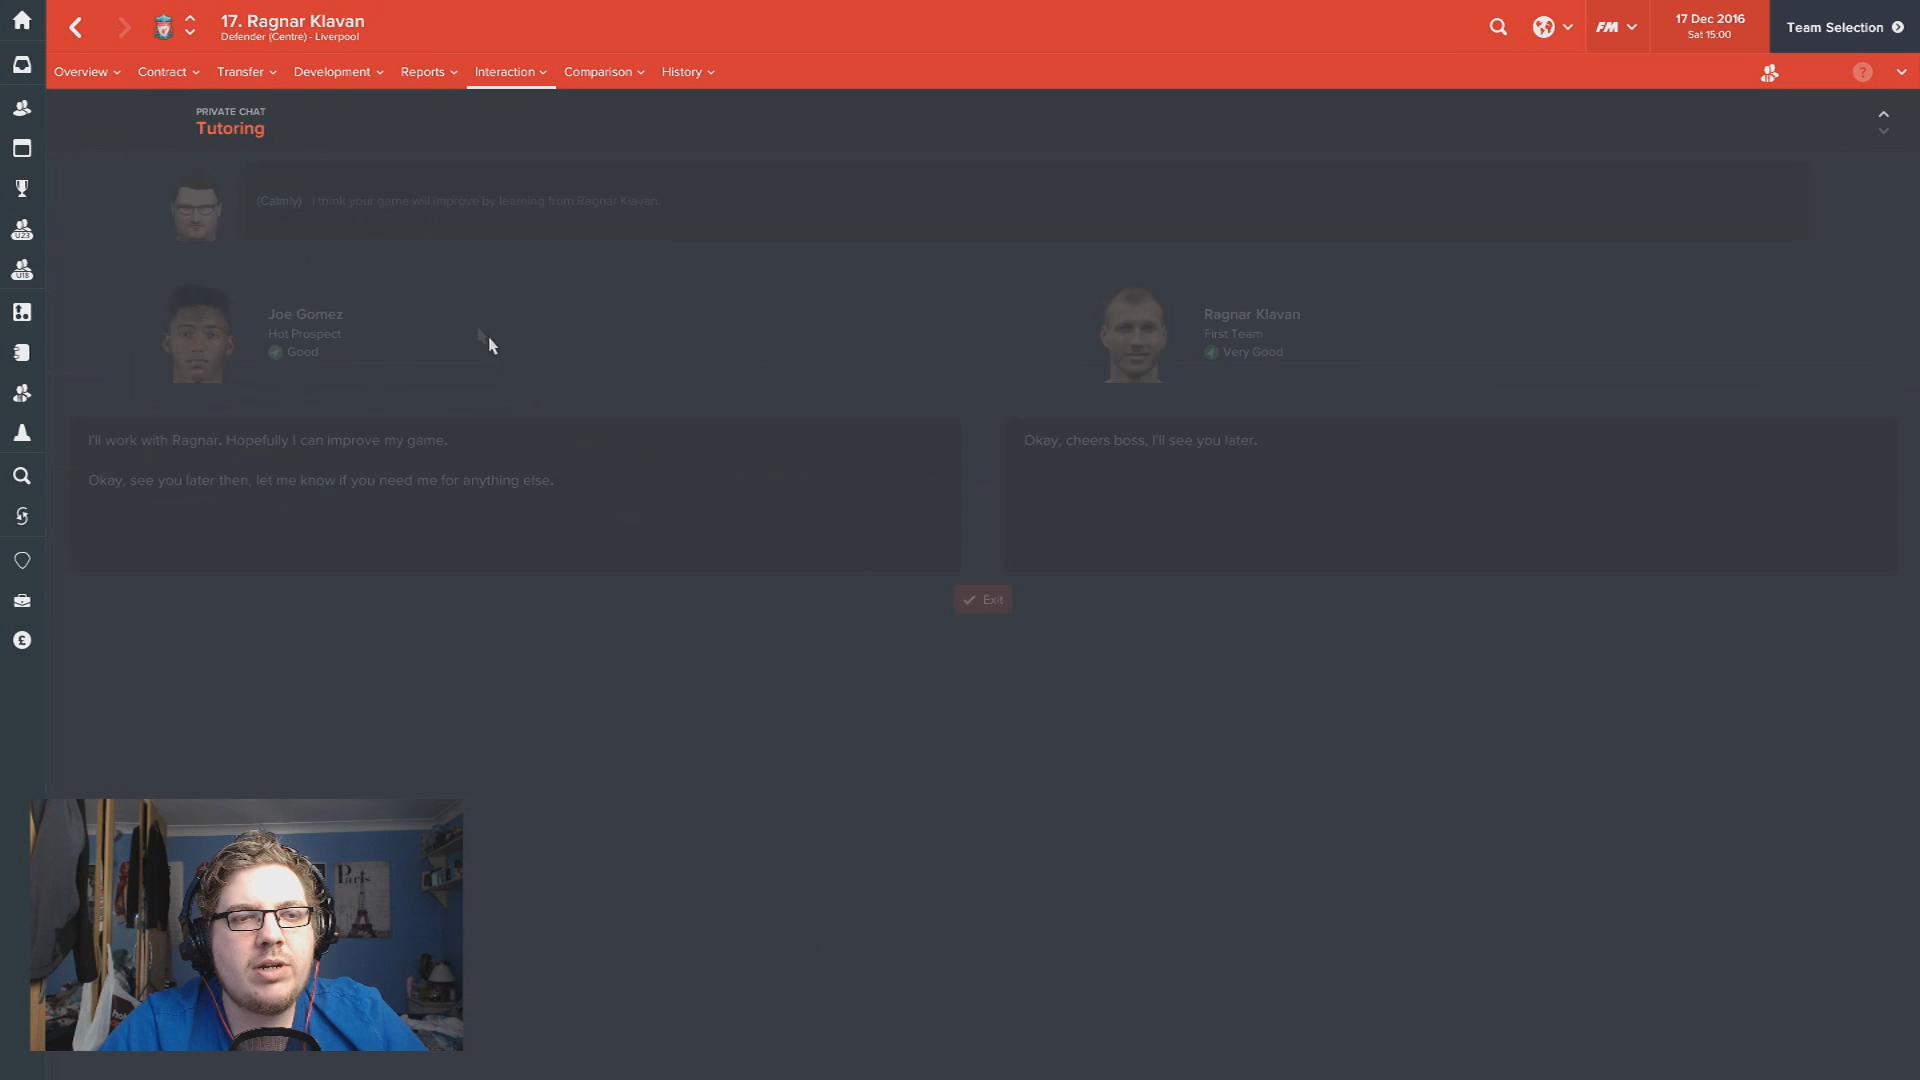 17. Ragnar Klavan
Defender (Centre) - Liverpool
FM
17 Dec 2016
Sat 15:00
Team Selection
Overview
Contract
Transfer
Development
Reports
Interaction
Comparison
History
?
PRIVATE CHAT
Tutoring
(Calmly) I think your game will improve by learning from Ragnar Klavan.
Joe Gomez
Hot Prospect
Good
Ragnar Klavan
First Team
Very Good
I'll work with Ragnar. Hopefully I can improve my game.
Okay, see you later then, let me know if you need me for anything else.
Okay, cheers boss, I'll see you later.
Exit
U23
U18
£
Paris